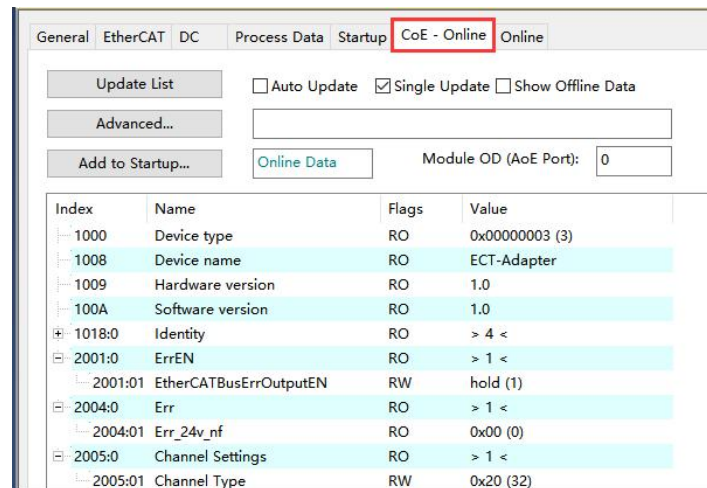 General EtherCAT DC Process Data Startup CoE - Online Online
Update List Auto Update Single Update Show Offline Data
Advanced...
Add to Startup... Online Data Module OD (AoE Port): 0
Index Name Flags Value
1000 Device type RO 0x00000003 (3)
1008 Device name RO ECT-Adapter
1009 Hardware version RO 1.0
100A Software version RO 1.0
1018:0 Identity RO > 4 <
2001:0 ErrEN RO > 1 <
2001:01 EtherCATBusErrOutputEN RW hold (1)
2004:0 Err RO > 1 <
2004:01 Err_24v_nf RO 0x00 (0)
2005:0 Channel Settings RO > 1 <
2005:01 Channel Type RW 0x20 (32)